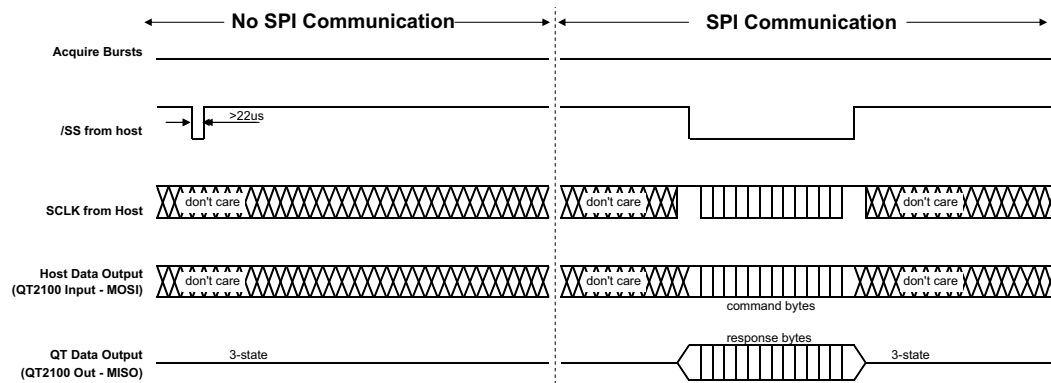 No SPI Communication
SPI Communication
Acquire Bursts
>22us
/SS from host
don't care
don't care
don't care
SCLK from Host
don't care
don't care
don't care
Host Data Output
(QT2100 Input - MOSI)
command bytes
response bytes
QT Data Output
3-state
3-state
(QT2100 Out - MISO)